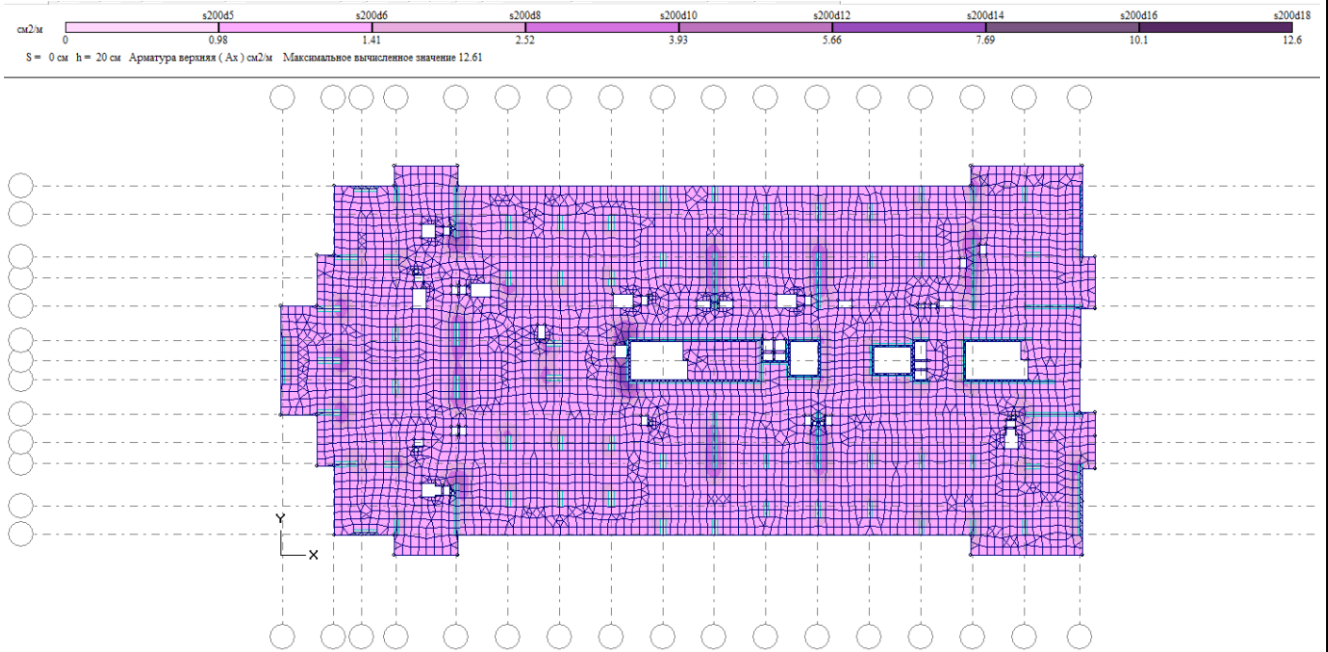 s200d5 s200d6 s200d8 s200d10 s200d12 s200d14 s200d16 s200d18
см2/м
0 0.98 1.41 2.52 3.93 5.66 7.69 10.1 12.6
S = 0 см h = 20 см Арматура верхняя ( Ax ) см2/м Максимальное вычисленное значение 12.61
Y
X